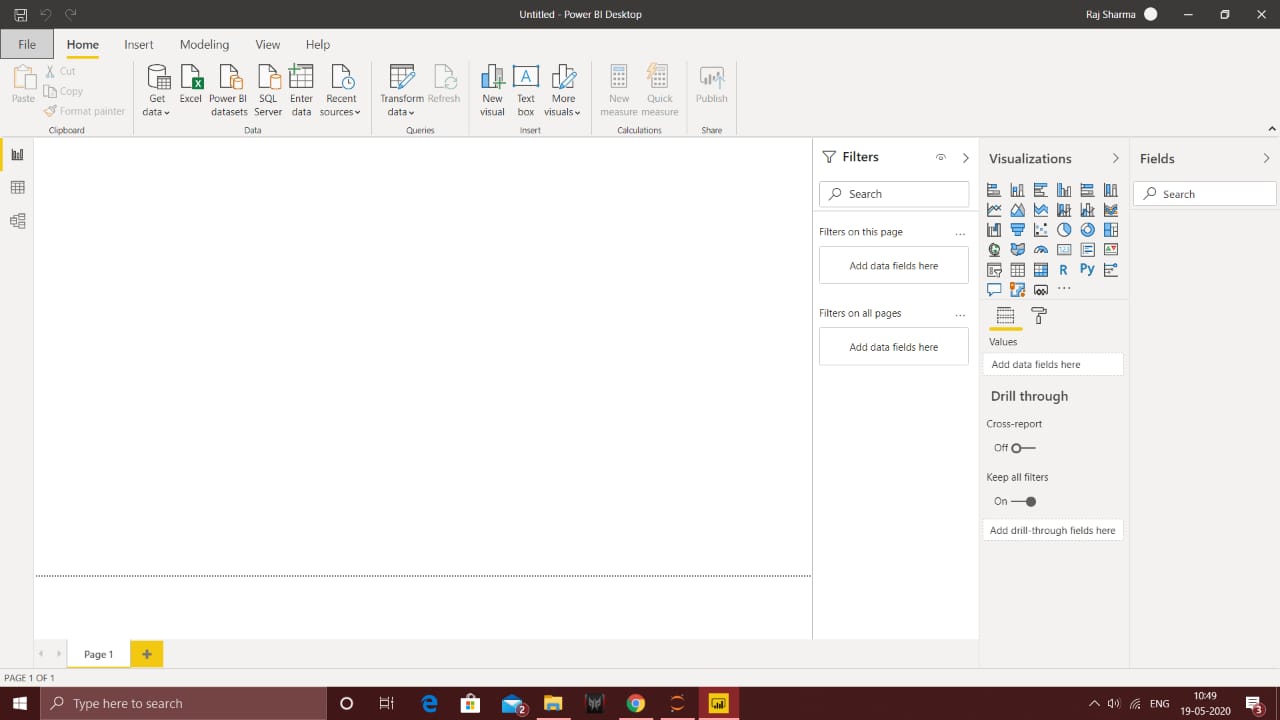 Untitled - Power BI Desktop
Raj Sharma
File Home Insert Modeling View Help
Paste
Cut
Copy
Format painter
Clipboard
Get data
Excel
Power BI datasets
SQL Server
Enter data
Recent sources
Data
Transform data
Refresh
Queries
New visual
A
Text box
More visuals
Insert
New measure
Quick measure
Calculations
Publish
Share
Filters
Search
Filters on this page ...
Add data fields here
Filters on all pages ...
Add data fields here
Visualizations
R Py
...
Values
Add data fields here
Drill through
Cross-report
Off
Keep all filters
On
Add drill-through fields here
Fields
Search
Page 1 +
PAGE 1 OF 1
Type here to search
2
ENG
10:49
19-05-2020
3